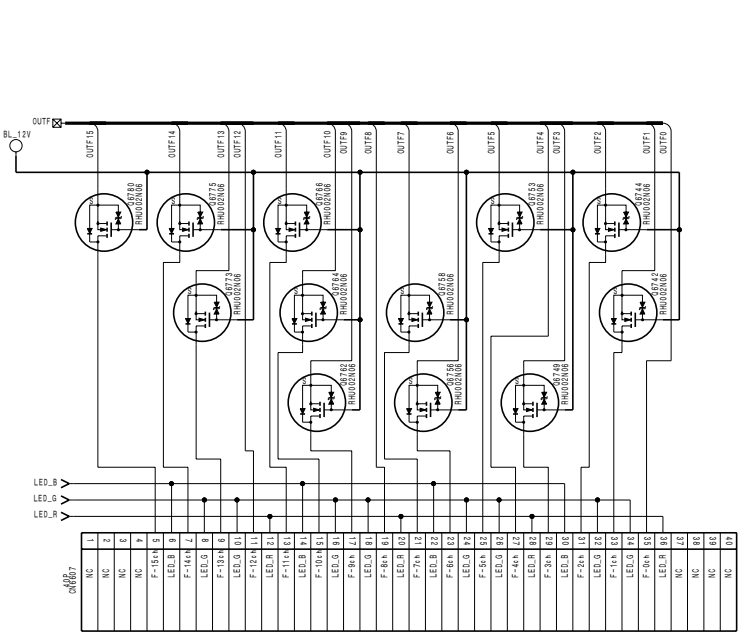 OUTF
BL_12V
OUTF15
OUTF14
OUTF13
OUTF12
OUTF11
OUTF10
OUTF9
OUTF8
OUTF7
OUTF6
OUTF5
OUTF4
OUTF3
OUTF2
OUTF1
OUTF0
Q6780
RHU002N06
Q6775
RHU002N06
Q6766
RHU002N06
Q6753
RHU002N06
Q6744
RHU002N06
Q6773
RHU002N06
Q6764
RHU002N06
Q6758
RHU002N06
Q6742
RHU002N06
Q6762
RHU002N06
Q6756
RHU002N06
Q6749
RHU002N06
LED_B
LED_G
LED_R
40P
CN6607
1 NC
2 NC
3 NC
4 NC
5 F-15ch
6 LED_B
7 F-14ch
8 LED_G
9 F-13ch
10 LED_G
11 F-12ch
12 LED_R
13 F-11ch
14 LED_B
15 F-10ch
16 LED_G
17 F-9ch
18 LED_G
19 F-8ch
20 LED_R
21 F-7ch
22 LED_B
23 F-6ch
24 LED_G
25 F-5ch
26 LED_G
27 F-4ch
28 LED_R
29 F-3ch
30 LED_B
31 F-2ch
32 LED_G
33 F-1ch
34 LED_G
35 F-0ch
36 LED_R
37 NC
38 NC
39 NC
40 NC